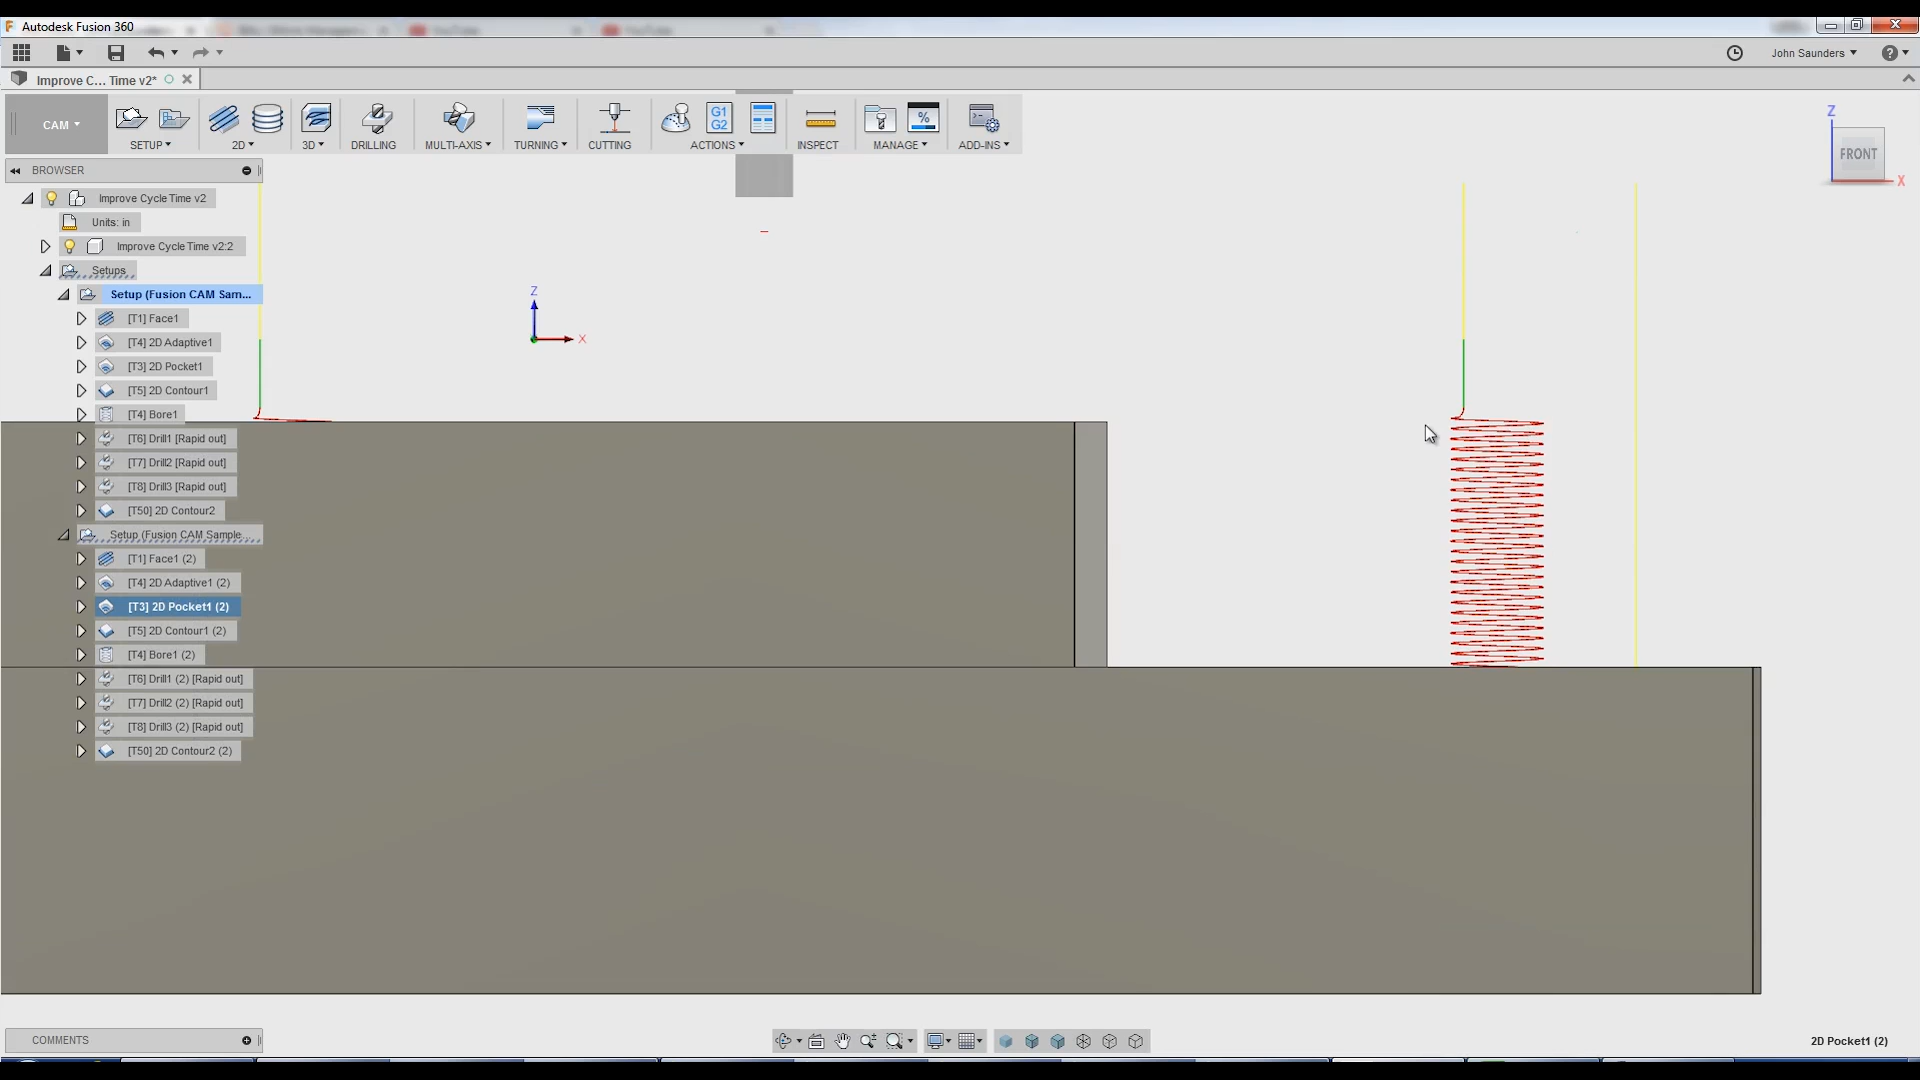 Autodesk Fusion 360
John Saunders
Improve C... Time v2*
CAM
G1
G2
%
SETUP
2D
3D
DRILLING
MULTI-AXIS
TURNING
CUTTING
ACTIONS
INSPECT
MANAGE
ADD-INS
Z
FRONT
X
BROWSER
Improve Cycle Time v2
Units: in
Improve Cycle Time v2:2
Setups
Setup (Fusion CAM Sam...
[T1] Face1
[T4] 2D Adaptive1
[T3] 2D Pocket1
[T5] 2D Contour1
[T4] Bore1
[T6] Drill1 [Rapid out]
[T7] Drill2 [Rapid out]
[T8] Drill3 [Rapid out]
[T50] 2D Contour2
Setup (Fusion CAM Sample...
[T1] Face1 (2)
[T4] 2D Adaptive1 (2)
[T3] 2D Pocket1 (2)
[T5] 2D Contour1 (2)
[T4] Bore1 (2)
[T6] Drill1 (2) [Rapid out]
[T7] Drill2 (2) [Rapid out]
[T8] Drill3 (2) [Rapid out]
[T50] 2D Contour2 (2)
Z
X
COMMENTS
2D Pocket1 (2)